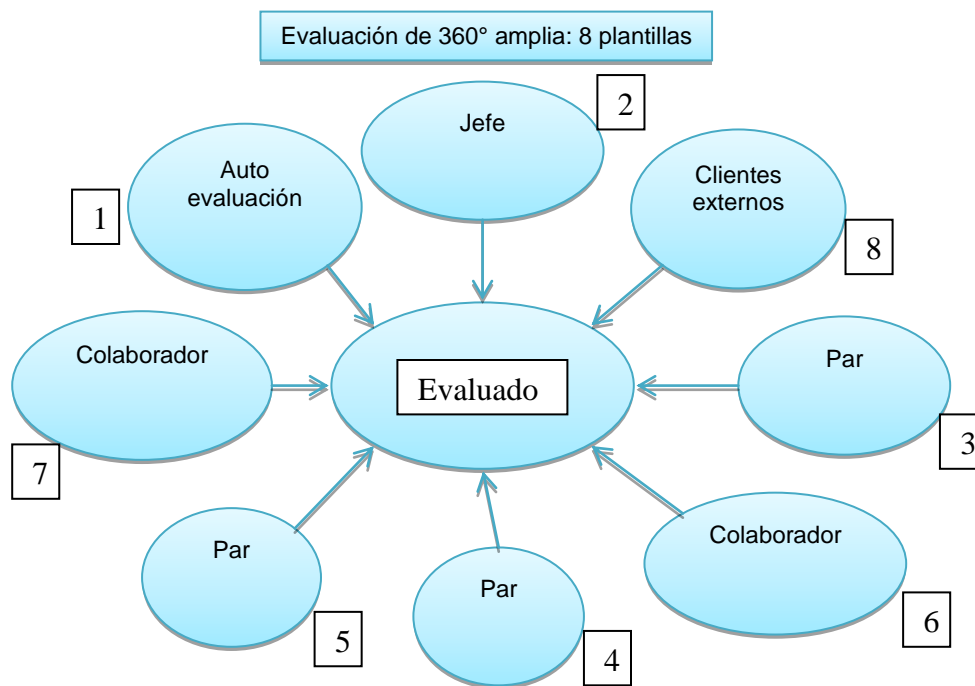 Evaluación de 360° amplia: 8 plantillas
Jefe
2
Auto
evaluación
1
Clientes
externos
8
Colaborador
7
Evaluado
Par
3
Par
5
Par
4
Colaborador
6